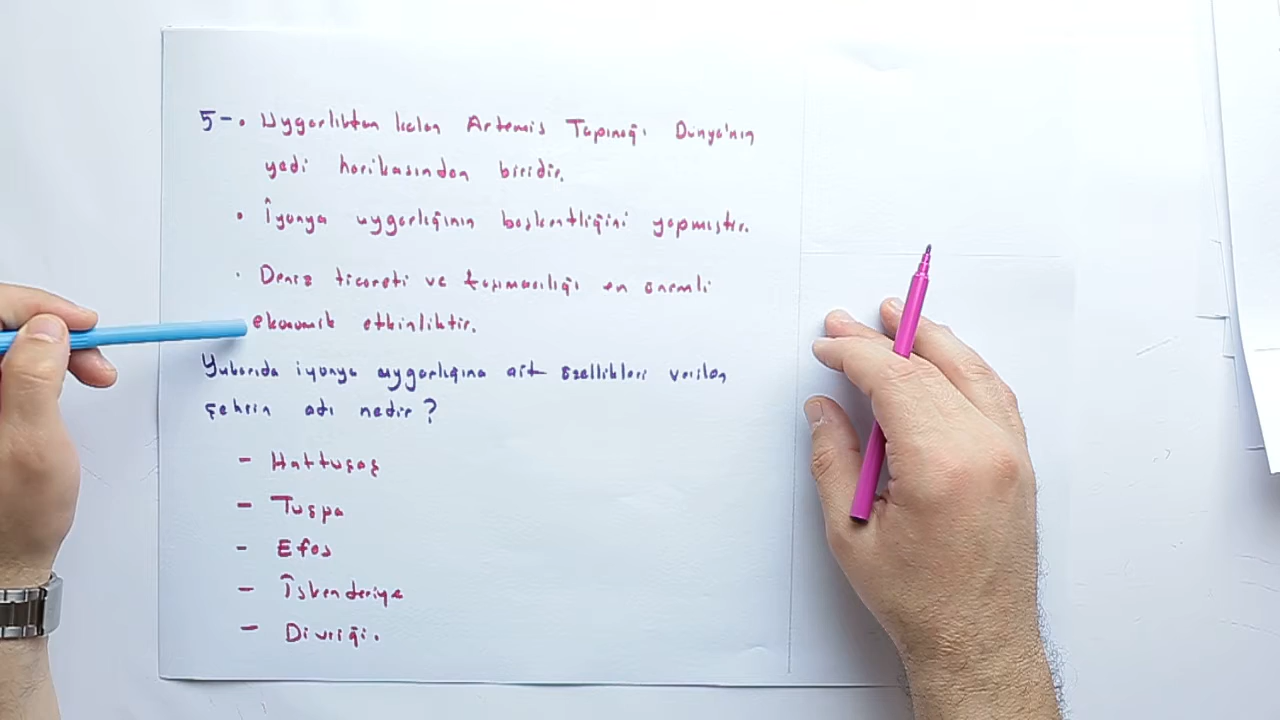 5- • Uygarlıktan kalan Artemis Tapınağı Dünya'nın
yedi harikasından biridir.
• İyonya uygarlığının başkentliğini yapmıştır.
• Deniz ticareti ve taşımacılığı en önemli
ekonomik etkinliktir.
Yukarıda iyonya uygarlığına ait özellikleri verilen
şehrin adı nedir?
- Hattuşaş
- Tuşpa
- Efes
- İskenderiye
- Divriği.